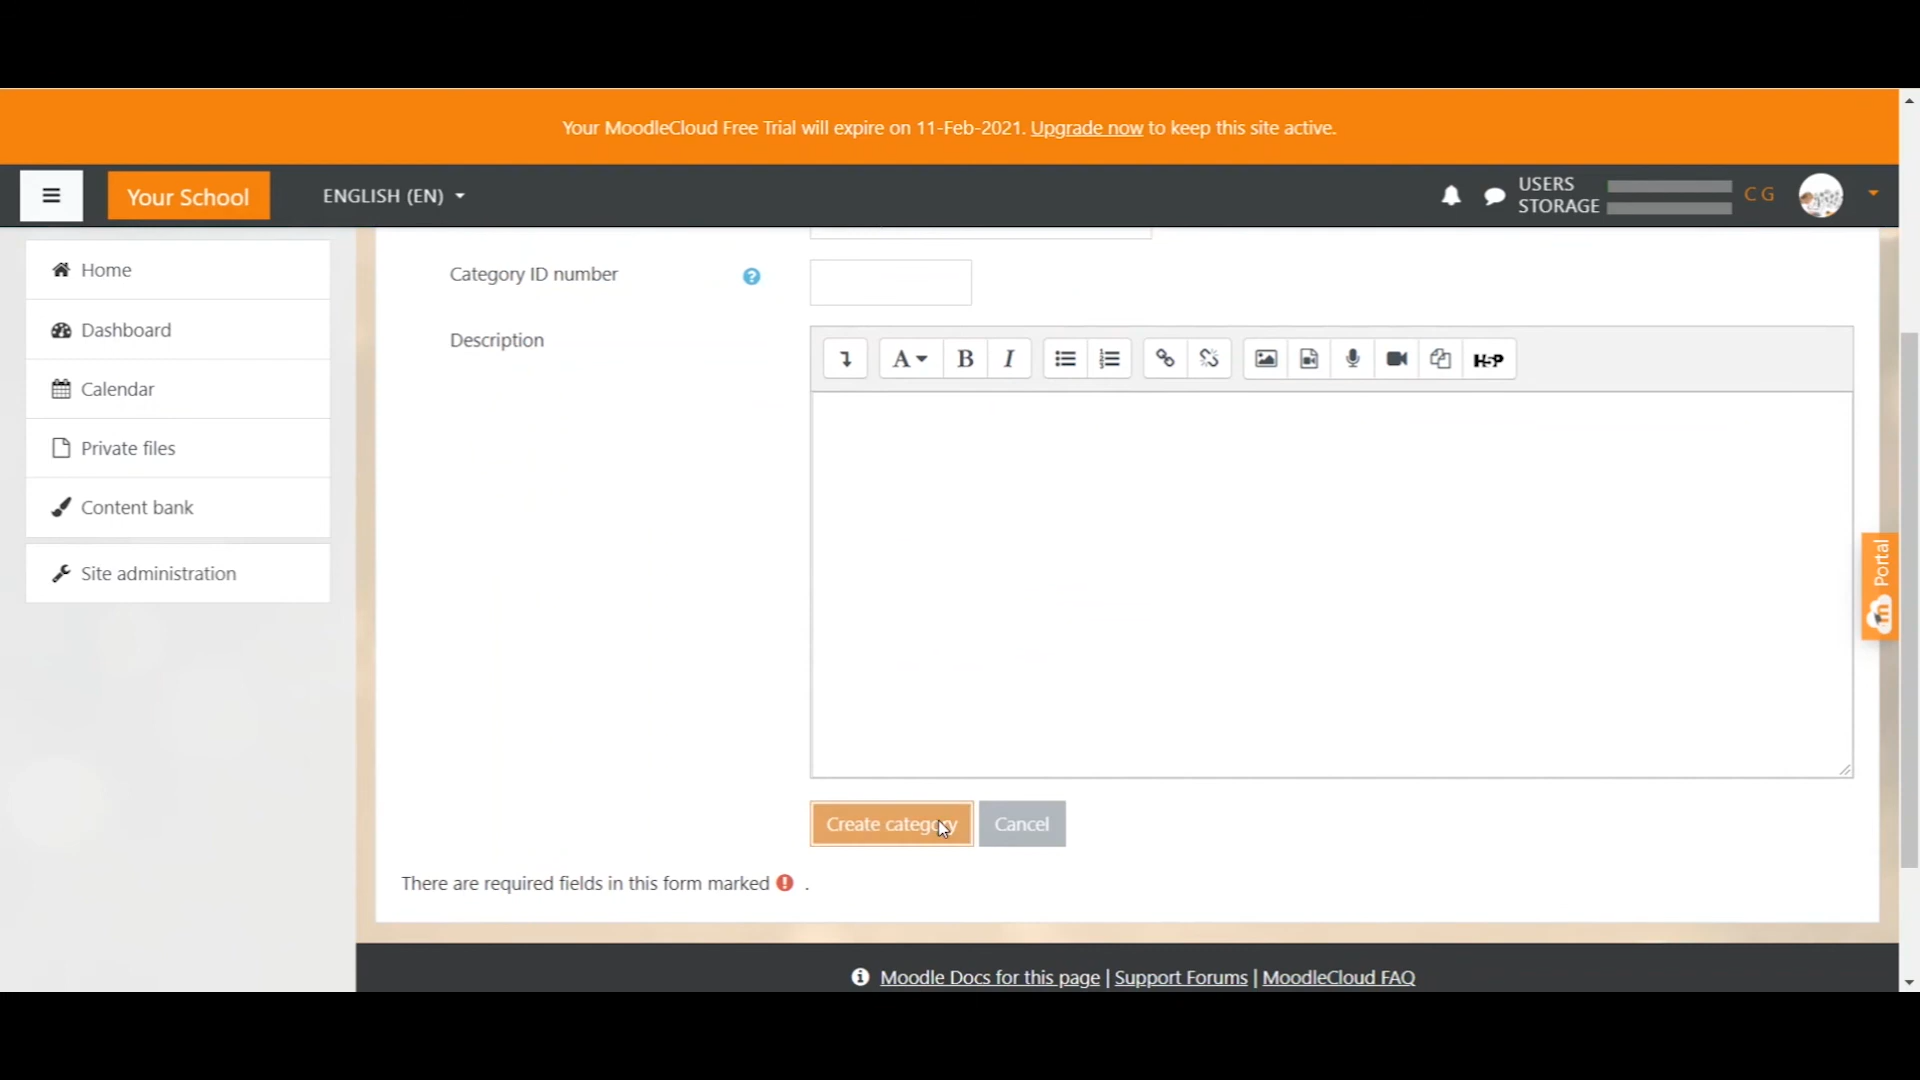 Your MoodleCloud Free Trial will expire on 11-Feb-2021. Upgrade now to keep this site active.
Your School
ENGLISH (EN)
USERS
STORAGE
C G
Home
Dashboard
Calendar
Private files
Content bank
Site administration
Category ID number
Description
A
B
I
H5P
Portal
m
Create category
Cancel
There are required fields in this form marked .
Moodle Docs for this page | Support Forums | MoodleCloud FAQ